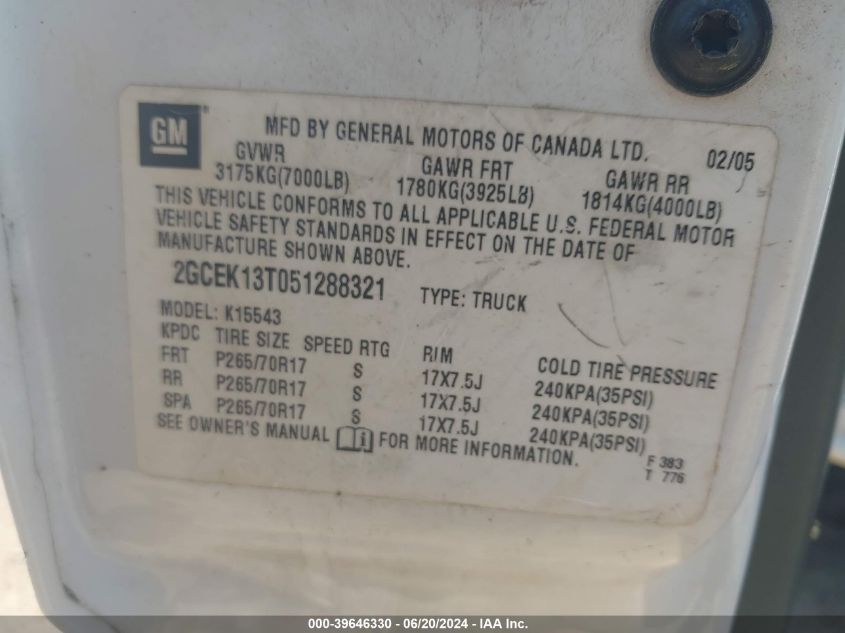 GM®
MFD BY GENERAL MOTORS OF CANADA LTD. 02/05
GVWR GAWR FRT GAWR RR
3175KG(7000LB) 1780KG(3925LB) 1814KG(4000LB)
THIS VEHICLE CONFORMS TO ALL APPLICABLE U.S. FEDERAL MOTOR
VEHICLE SAFETY STANDARDS IN EFFECT ON THE DATE OF
MANUFACTURE SHOWN ABOVE.
2GCEK13T051288321 TYPE: TRUCK
MODEL: K15543
KPDC TIRE SIZE SPEED RTG RIM COLD TIRE PRESSURE
FRT P265/70R17 S 17X7.5J 240KPA(35PSI)
RR P265/70R17 S 17X7.5J 240KPA(35PSI)
SPA P265/70R17 S 17X7.5J 240KPA(35PSI)
SEE OWNER'S MANUAL i FOR MORE INFORMATION.
F 383
T 776
000-39646330 - 06/20/2024 - IAA Inc.